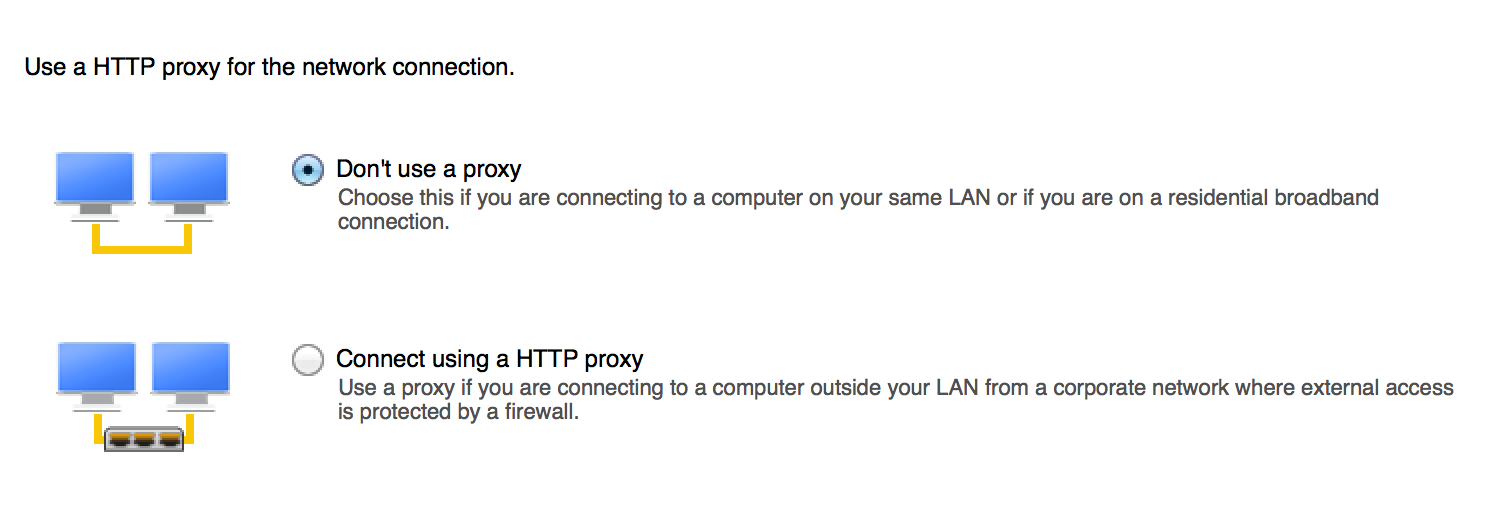 Use a HTTP proxy for the network connection.
Don't use a proxy
Choose this if you are connecting to a computer on your same LAN or if you are on a residential broadband
connection.
Connect using a HTTP proxy
Use a proxy if you are connecting to a computer outside your LAN from a corporate network where external access
is protected by a firewall.